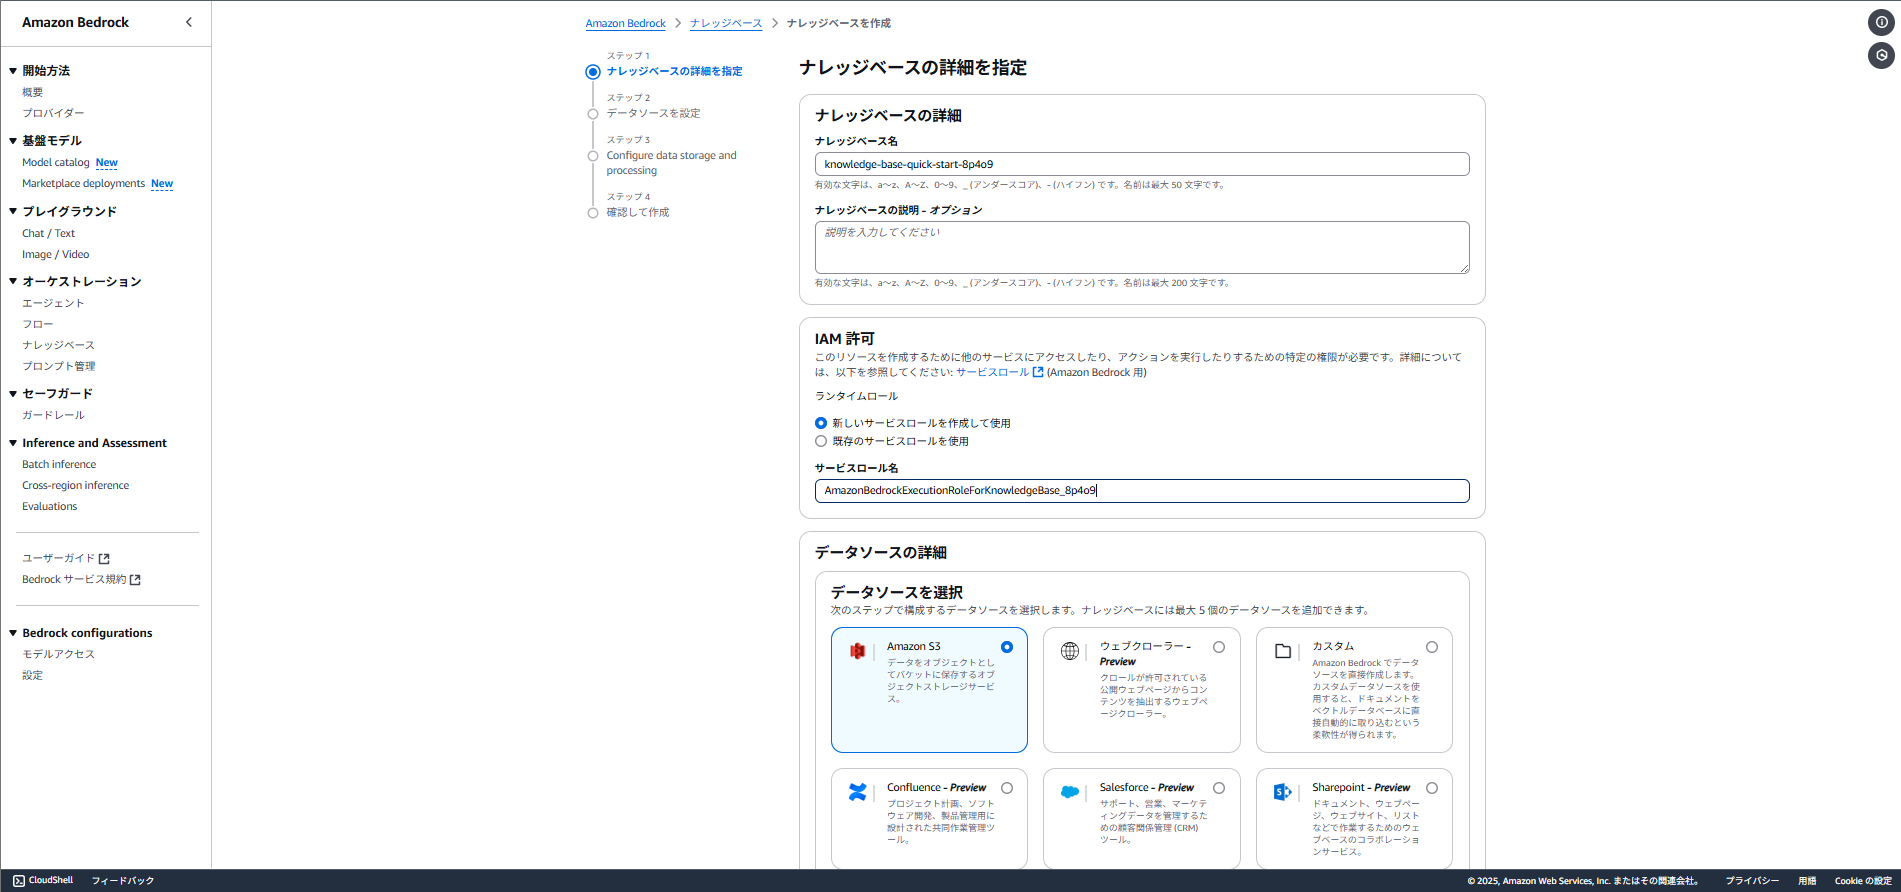 Amazon Bedrock
開始方法
概要
プロバイダー
基盤モデル
Model catalog New
Marketplace deployments New
プレイグラウンド
Chat / Text
Image / Video
オーケストレーション
エージェント
フロー
ナレッジベース
プロンプト管理
セーフガード
ガードレール
Inference and Assessment
Batch inference
Cross-region inference
Evaluations
ユーザーガイド
Bedrock サービス規約
Bedrock configurations
モデルアクセス
設定
Amazon Bedrock > ナレッジベース > ナレッジベースを作成
ステップ 1
ナレッジベースの詳細を指定
ステップ 2
データソースを設定
ステップ 3
Configure data storage and
processing
ステップ 4
確認して作成
ナレッジベースの詳細を指定
ナレッジベースの詳細
ナレッジベース名
knowledge-base-quick-start-8p4o9
有効な文字は、a～z、A～Z、0～9、_ (アンダースコア)、- (ハイフン) です。名前は最大 50 文字です。
ナレッジベースの説明 - オプション
説明を入力してください
有効な文字は、a～z、A～Z、0～9、_ (アンダースコア)、- (ハイフン) です。名前は最大 200 文字です。
IAM 許可
このリソースを作成するために他のサービスにアクセスしたり、アクションを実行したりするための特定の権限が必要です。詳細について
は、以下を参照してください: サービスロール (Amazon Bedrock 用)
ランタイムロール
新しいサービスロールを作成して使用
既存のサービスロールを使用
サービスロール名
AmazonBedrockExecutionRoleForKnowledgeBase_8p4o9
データソースの詳細
データソースを選択
次のステップで構成するデータソースを選択します。ナレッジベースには最大 5 個のデータソースを追加できます。
Amazon S3
データをオブジェクトとし
てバケットに保存するオブ
ジェクトストレージサービ
ス。
ウェブクローラー -
Preview
クロールが許可されている
公開ウェブページからコン
テンツを抽出するウェブペ
ージクローラー。
カスタム
Amazon Bedrock でデータ
ソースを直接作成します。
カスタムデータソースを使
用すると、ドキュメントを
ベクトルデータベースに直
接自動的に取り込むという
柔軟性が得られます。
Confluence - Preview
プロジェクト計画、ソフト
ウェア開発、製品管理用に
設計された共同作業管理ツ
ール。
Salesforce - Preview
サポート、営業、マーケテ
ィングデータを管理するた
めの顧客関係管理 (CRM)
ツール。
Sharepoint - Preview
ドキュメント、ウェブペー
ジ、ウェブサイト、リスト
などで作業するためのウェ
ブベースのコラボレーショ
ンサービス。
CloudShell フィードバック
© 2025, Amazon Web Services, Inc. またはその関連会社。 プライバシー 用語 Cookie の設定